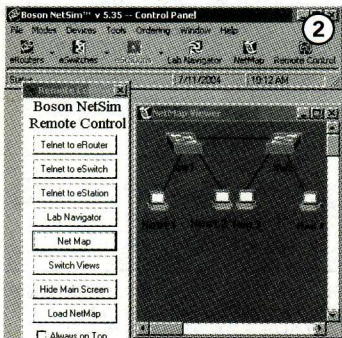 Boson NetSim™ v 5.35 -- Control Panel
2
File Modes Devices Tools Ordering Window Help
eRouters eSwitches eStations Lab Navigator NetMap Remote Control
7/11/2004 10:12 AM
Boson NetSim
Remote Control
NetMap Viewer
Telnet to eRouter
Telnet to eSwitch
Telnet to eStation
Lab Navigator
Net Map
Switch Views
Hide Main Screen
Load NetMap
Always on Top